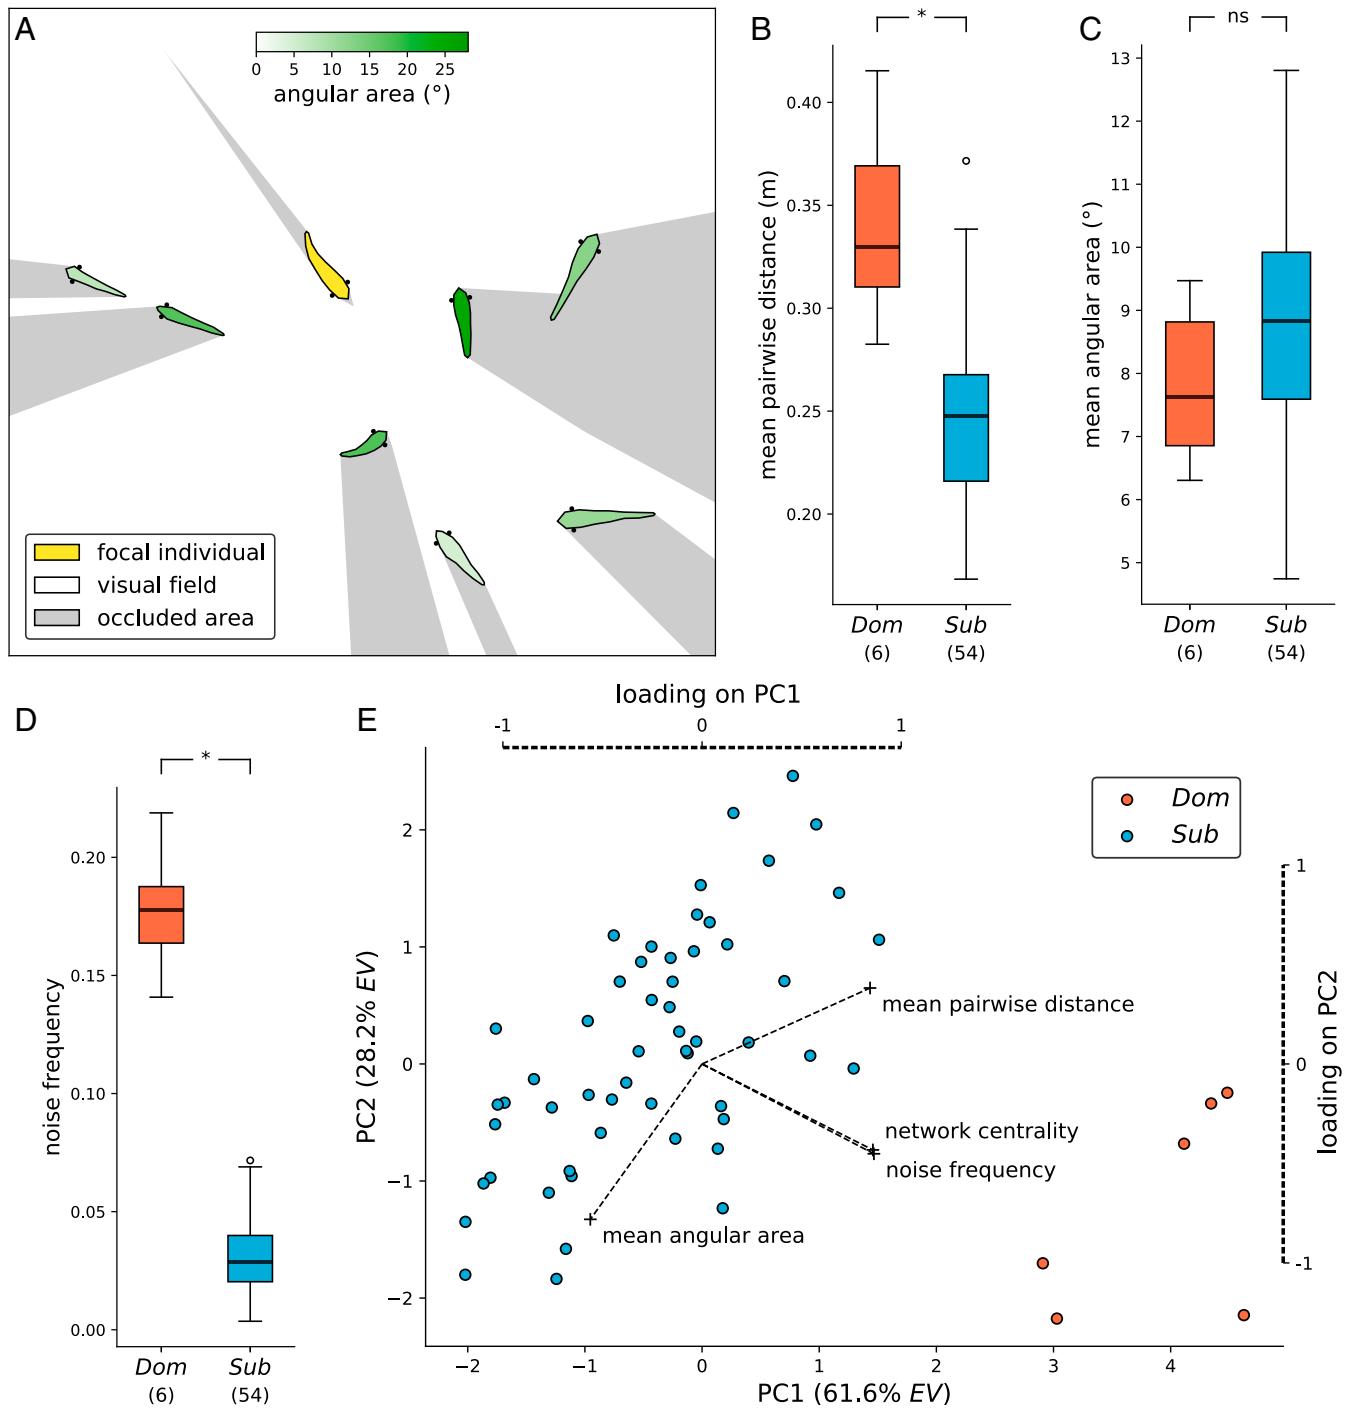 A
0 5 10 15 20 25
angular area (°)
focal individual
visual field
occluded area
B
*
0.40
0.35
0.30
0.25
0.20
mean pairwise distance (m)
Dom Sub
(6) (54)
C
ns
13
12
11
10
9
8
7
6
5
mean angular area (°)
Dom Sub
(6) (54)
D
*
0.20
0.15
0.10
0.05
0.00
noise frequency
Dom Sub
(6) (54)
E
loading on PC1
-1 0 1
Dom
Sub
2
1
0
−1
−2
PC2 (28.2% EV)
mean pairwise distance
network centrality
noise frequency
mean angular area
1
0
-1
loading on PC2
−2 −1 0 1 2 3 4
PC1 (61.6% EV)